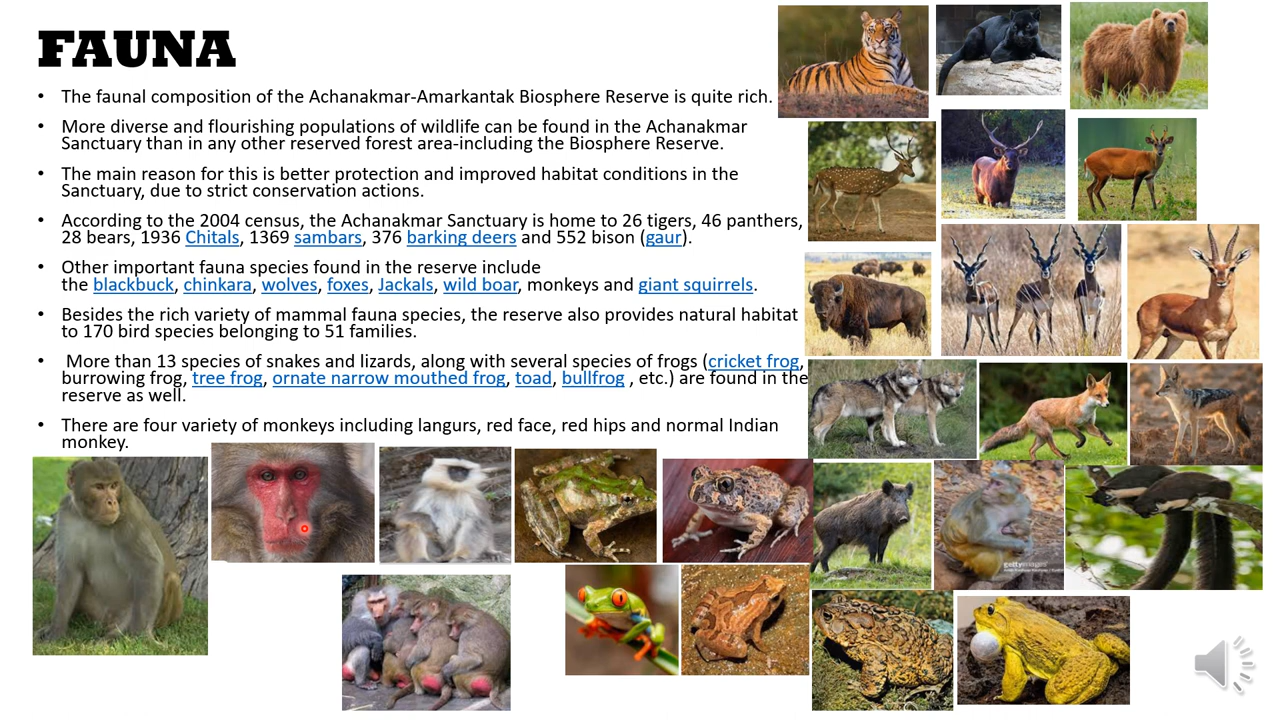 FAUNA
• The faunal composition of the Achanakmar-Amarkantak Biosphere Reserve is quite rich.
• More diverse and flourishing populations of wildlife can be found in the Achanakmar
Sanctuary than in any other reserved forest area-including the Biosphere Reserve.
• The main reason for this is better protection and improved habitat conditions in the
Sanctuary, due to strict conservation actions.
• According to the 2004 census, the Achanakmar Sanctuary is home to 26 tigers, 46 panthers,
28 bears, 1936 Chitals, 1369 sambars, 376 barking deers and 552 bison (gaur).
• Other important fauna species found in the reserve include
the blackbuck, chinkara, wolves, foxes, Jackals, wild boar, monkeys and giant squirrels.
• Besides the rich variety of mammal fauna species, the reserve also provides natural habitat
to 170 bird species belonging to 51 families.
• More than 13 species of snakes and lizards, along with several species of frogs (cricket frog,
burrowing frog, tree frog, ornate narrow mouthed frog, toad, bullfrog , etc.) are found in the
reserve as well.
• There are four variety of monkeys including langurs, red face, red hips and normal Indian
monkey.
gettyimages